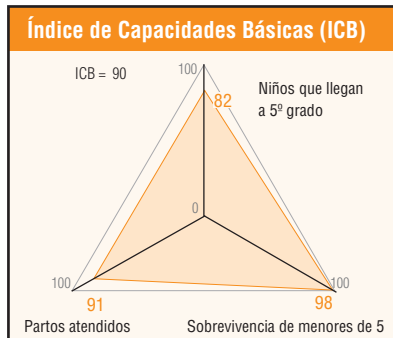 Índice de Capacidades Básicas (ICB)
ICB = 90
100
Niños que llegan
a 5º grado
82
0
100
100
91
98
Partos atendidos
Sobrevivencia de menores de 5